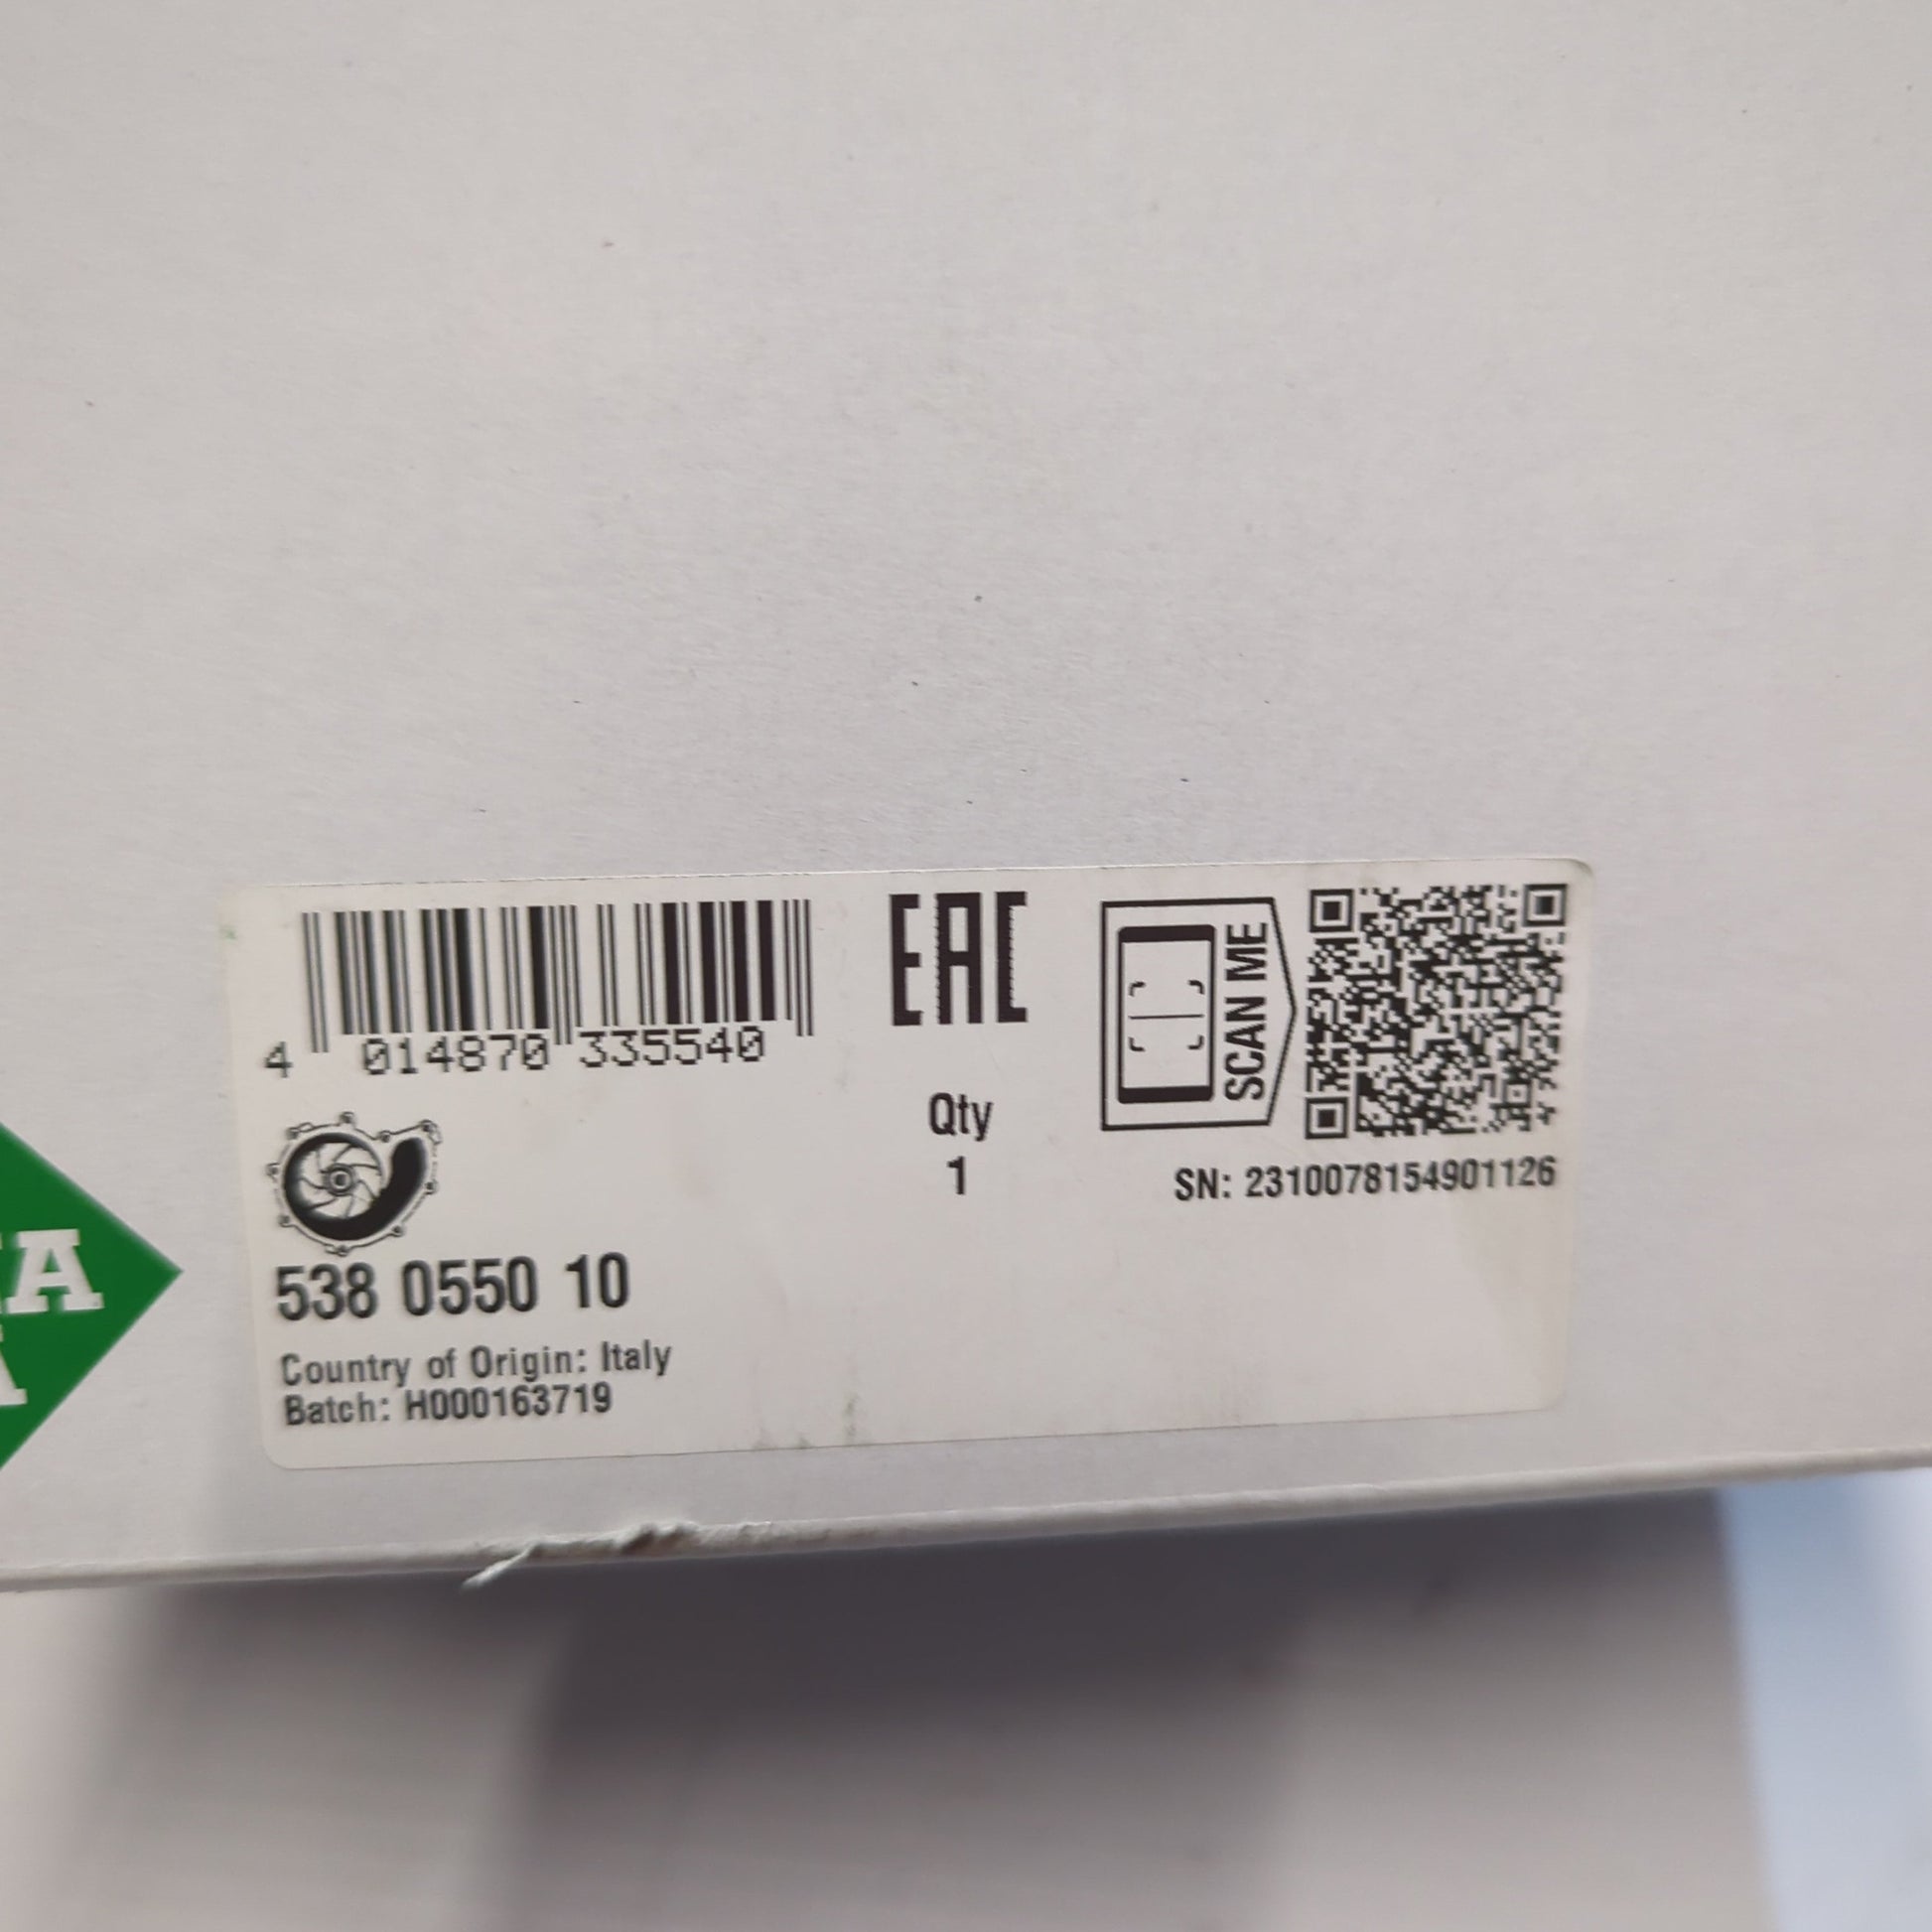 4 014870 335540
EAC
SCAN ME
Qty
1
SN: 2310078154901126
538 0550 10
Country of Origin: Italy
Batch: H000163719